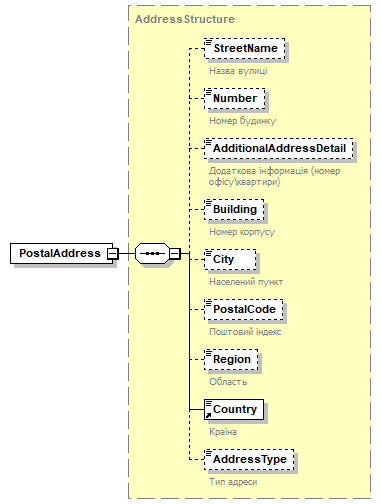 AddressStructure
StreetName
Назва вулиці
Number
Номер будинку
AdditionalAddressDetail
Додаткова інформація (номер
офісу\квартири)
Building
Номер корпусу
PostalAddress
City
Населений пункт
PostalCode
Поштовий індекс
Region
Область
Country
Країна
AddressType
Тип адреси